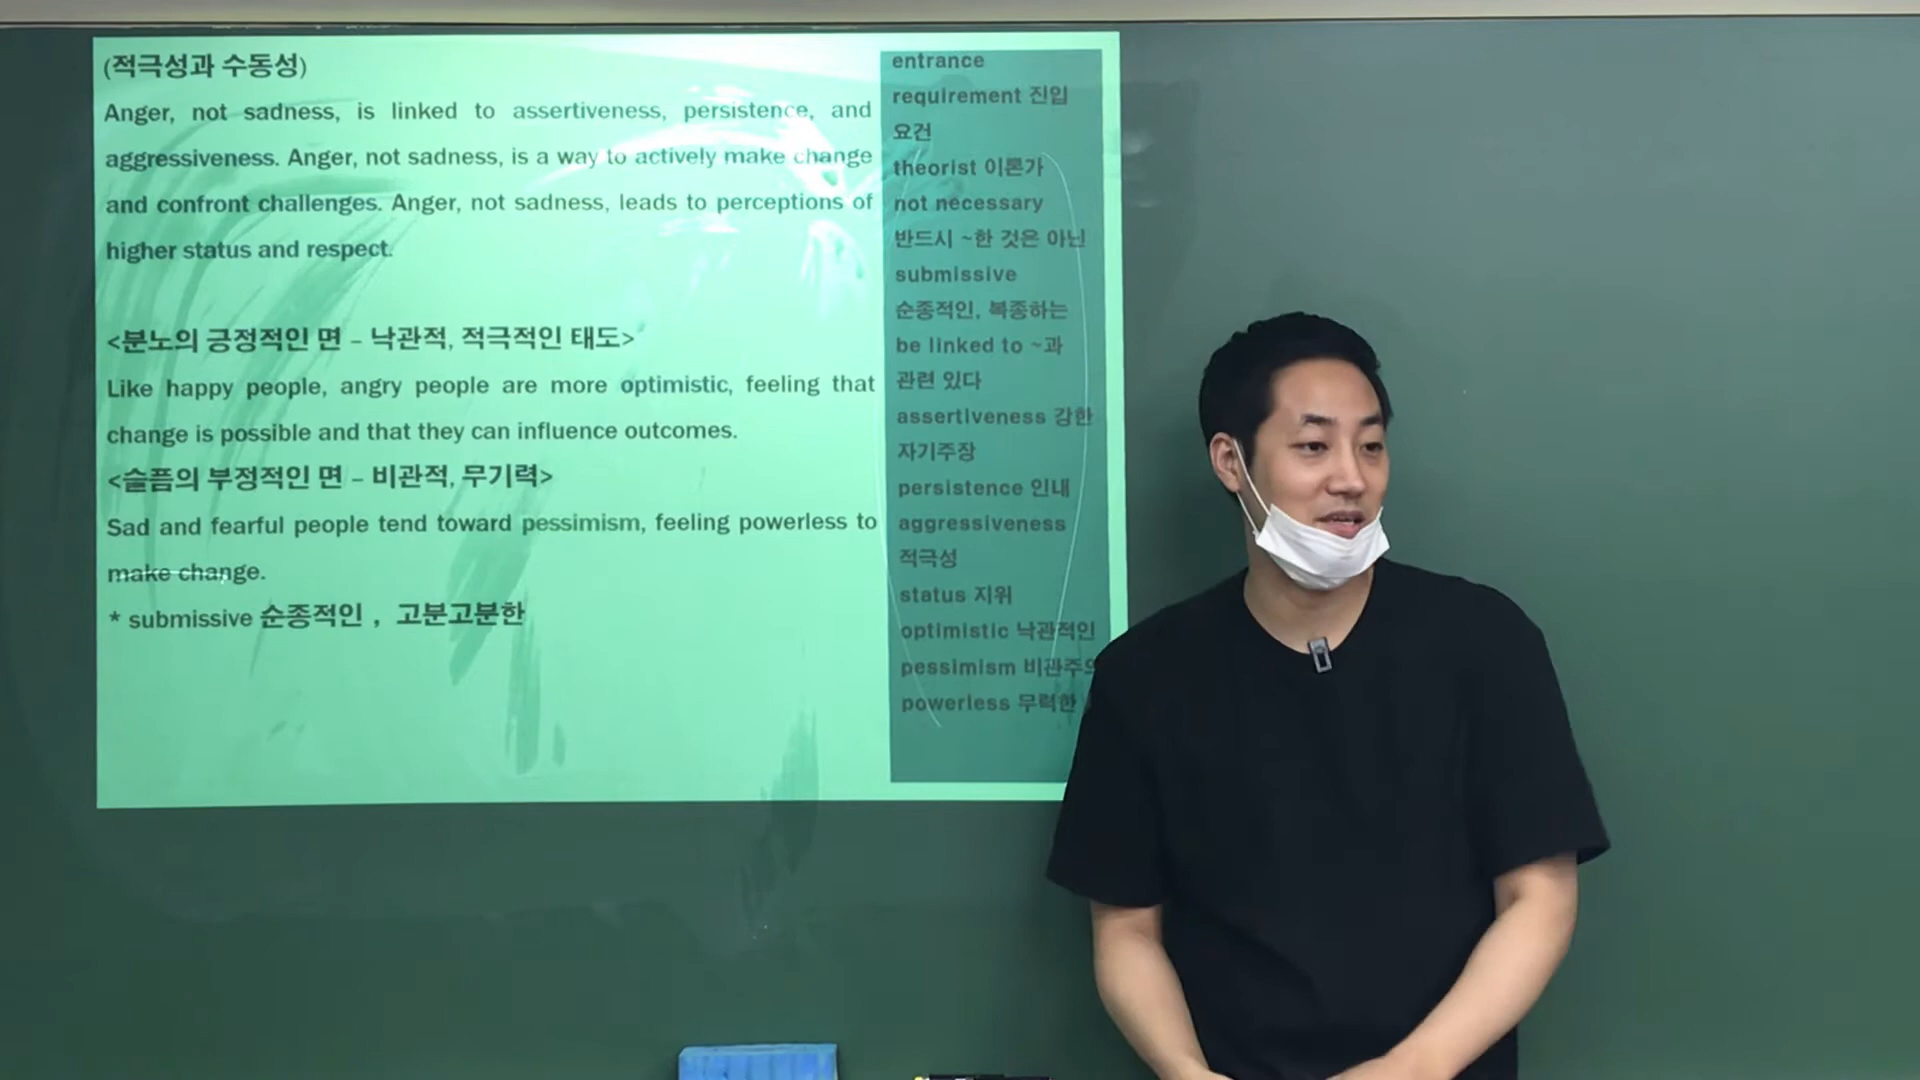 (적극성과 수동성)
Anger, not sadness, is linked to assertiveness, persistence, and
aggressiveness. Anger, not sadness, is a way to actively make change
and confront challenges. Anger, not sadness, leads to perceptions of
higher status and respect.
<분노의 긍정적인 면 – 낙관적, 적극적인 태도>
Like happy people, angry people are more optimistic, feeling that
change is possible and that they can influence outcomes.
<슬픔의 부정적인 면 – 비관적, 무기력>
Sad and fearful people tend toward pessimism, feeling powerless to
make change.
* submissive 순종적인 , 고분고분한
entrance
requirement 진입
요건
theorist 이론가
not necessary
반드시 ~한 것은 아닌
submissive
순종적인, 복종하는
be linked to ~과
관련 있다
assertiveness 강한
자기주장
persistence 인내
aggressiveness
적극성
status 지위
optimistic 낙관적인
pessimism 비관주의
powerless 무력한